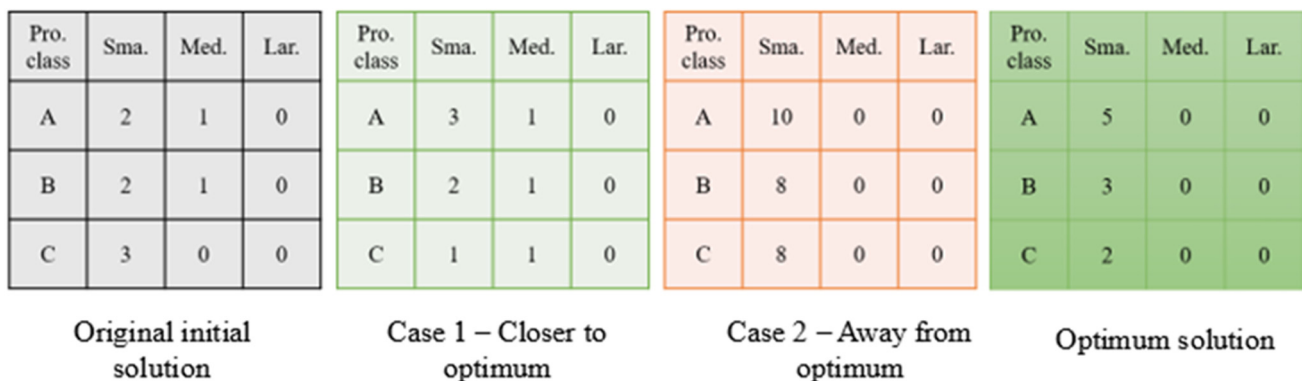 Pro. class Sma. Med. Lar.
A 2 1 0
B 2 1 0
C 3 0 0
Original initial
solution
Pro. class Sma. Med. Lar.
A 3 1 0
B 2 1 0
C 1 1 0
Case 1 – Closer to
optimum
Pro. class Sma. Med. Lar.
A 10 0 0
B 8 0 0
C 8 0 0
Case 2 – Away from
optimum
Pro. class Sma. Med. Lar.
A 5 0 0
B 3 0 0
C 2 0 0
Optimum solution